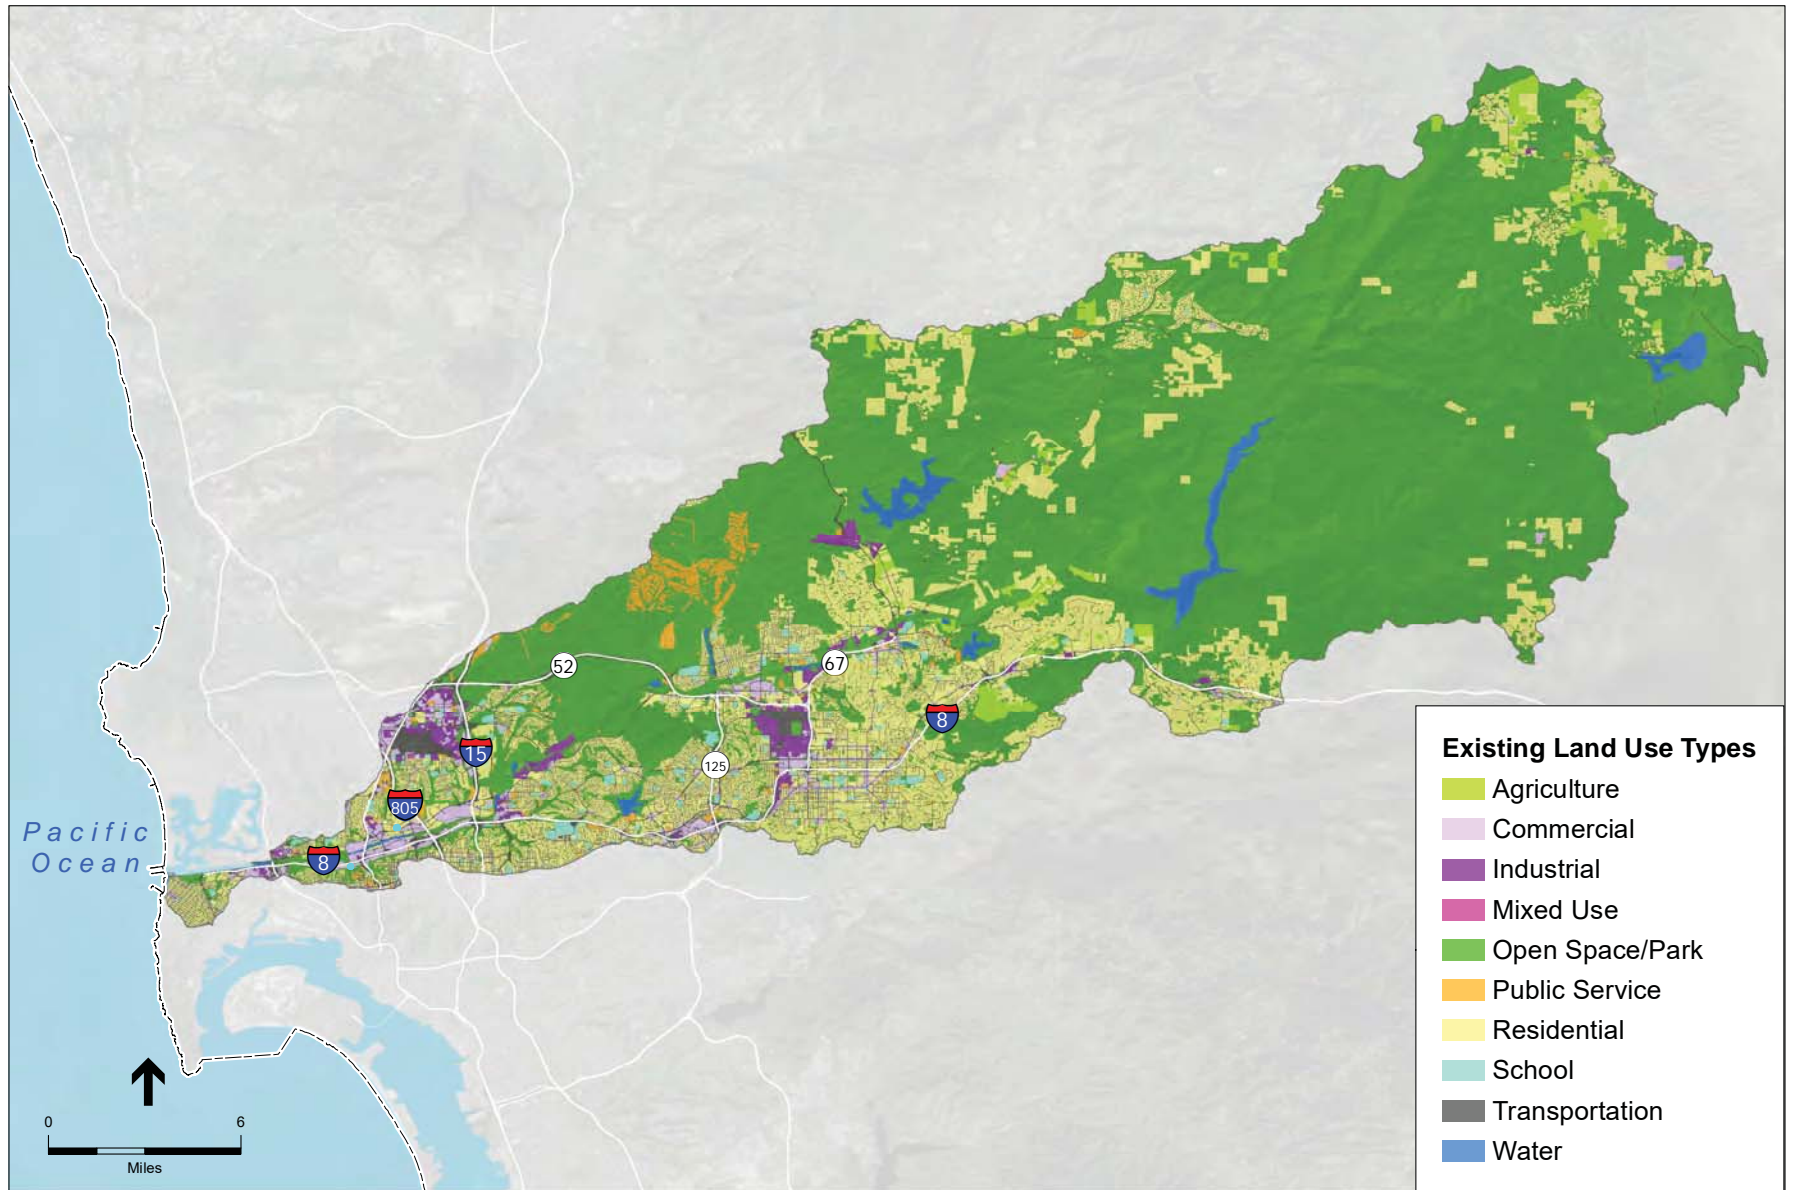 52
67
8
15
125
805
8
Pacific
Ocean
0 6
Miles
Existing Land Use Types
Agriculture
Commercial
Industrial
Mixed Use
Open Space/Park
Public Service
Residential
School
Transportation
Water